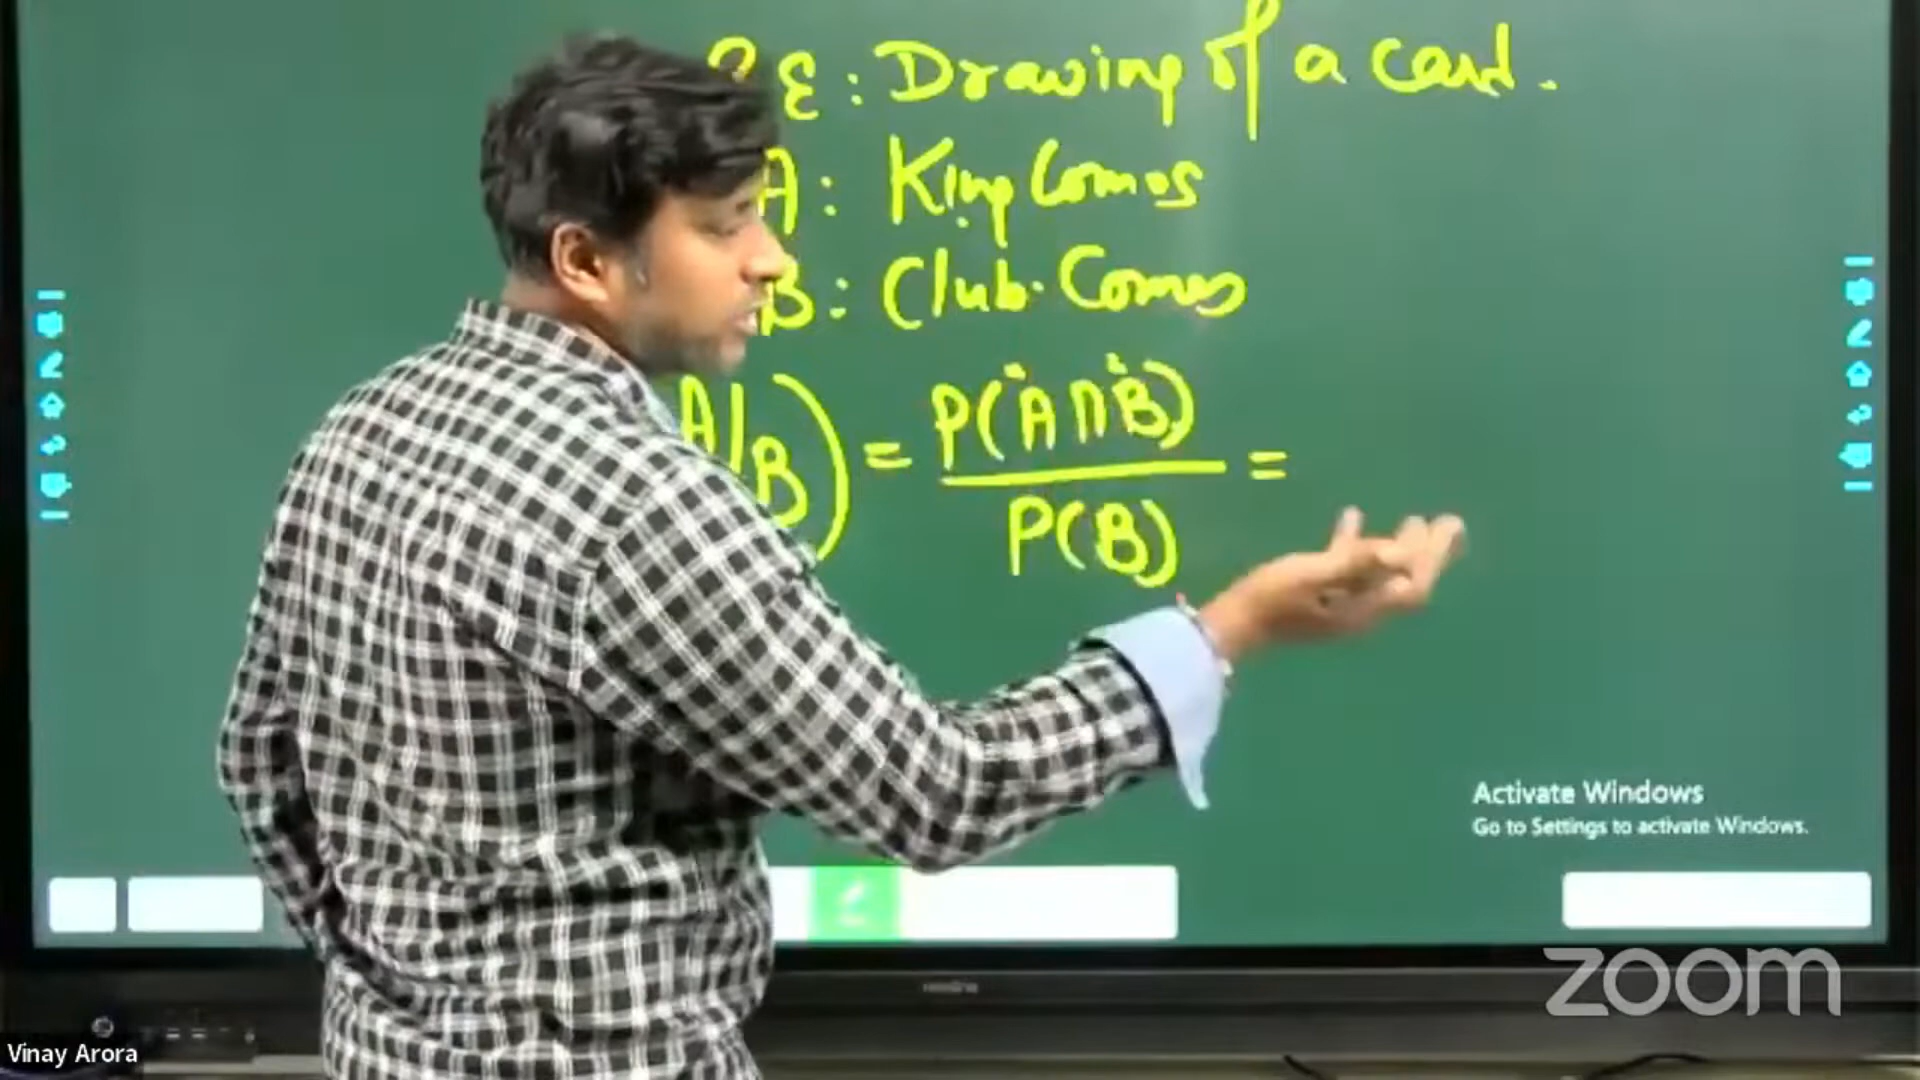 E: Drawing of a card.
A: King Comes
B: Club Comes
A|B) = P(A∩B) / P(B) =
Activate Windows
Go to Settings to activate Windows.
zoom
Vinay Arora